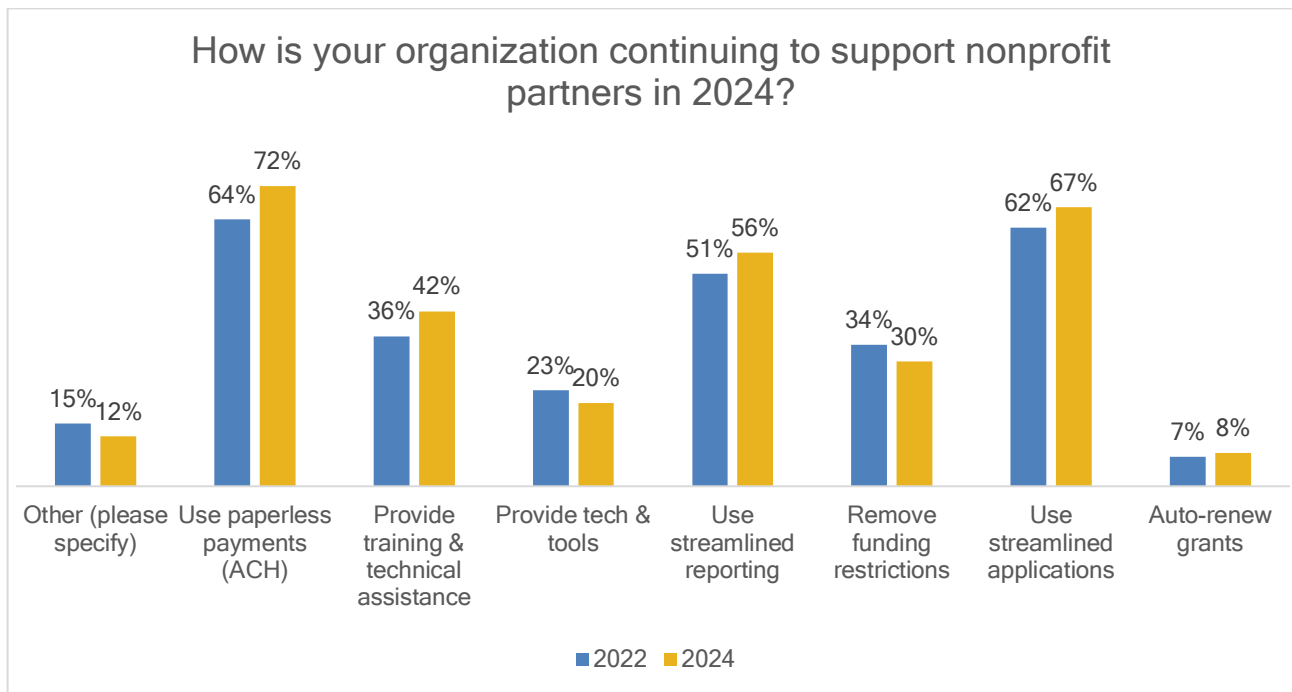 How is your organization continuing to support nonprofit
partners in 2024?
64%
72%
62%
67%
51%
56%
36%
42%
34%
30%
23%
20%
15%
12%
7%
8%
Other (please
specify)
Use paperless
payments
(ACH)
Provide
training &
technical
assistance
Provide tech &
tools
Use
streamlined
reporting
Remove
funding
restrictions
Use
streamlined
applications
Auto-renew
grants
2022
2024